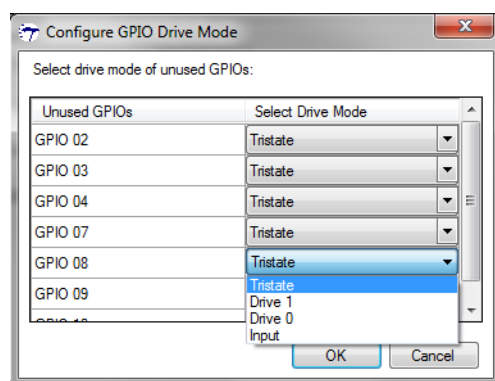 Configure GPIO Drive Mode
Select drive mode of unused GPIOs:
Unused GPIOs Select Drive Mode
GPIO 02 Tristate
GPIO 03 Tristate
GPIO 04 Tristate
GPIO 07 Tristate
GPIO 08 Tristate
GPIO 09 Tristate
Drive 1
Drive 0
Input
OK Cancel